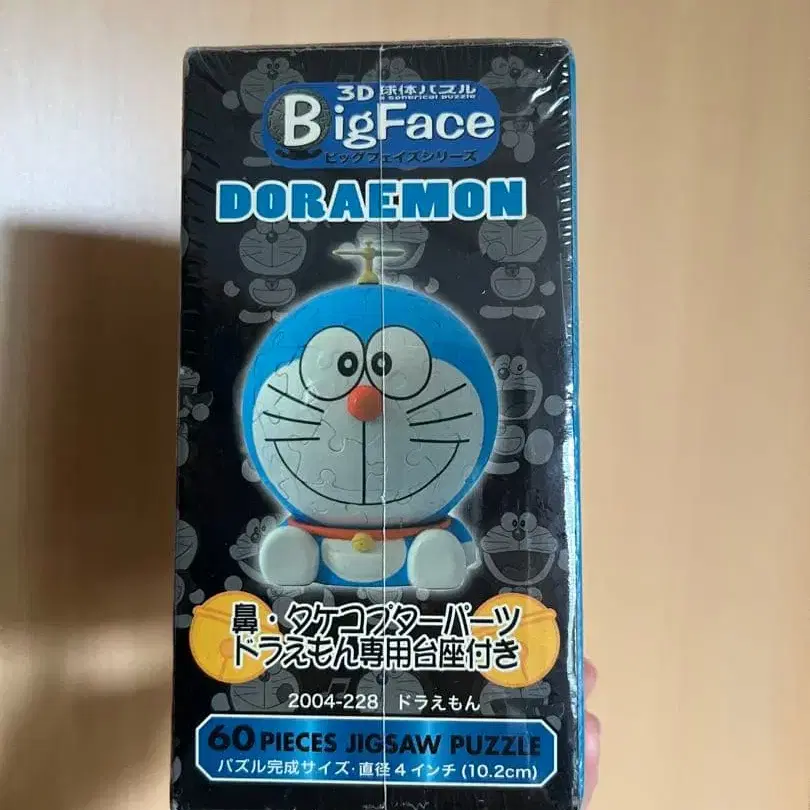 3D 球体パズル
a spherical puzzle
BigFace
ビッグフェイスシリーズ
DORAEMON
鼻・タケコプターパーツ
ドラえもん専用台座付き
2004-228 ドラえもん
60 PIECES JIGSAW PUZZLE
パズル完成サイズ・直径4インチ(10.2cm)